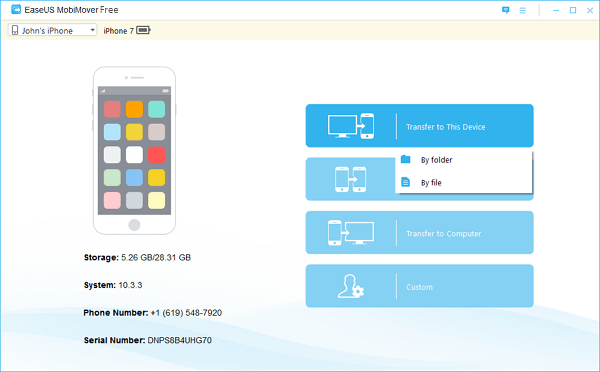 EaseUS MobiMover Free
John's iPhone
iPhone 7
Transfer to This Device
By folder
By file
Transfer to Computer
Custom
Storage: 5.26 GB/28.31 GB
System: 10.3.3
Phone Number: +1 (619) 548-7920
Serial Number: DNPS8B4UHG70